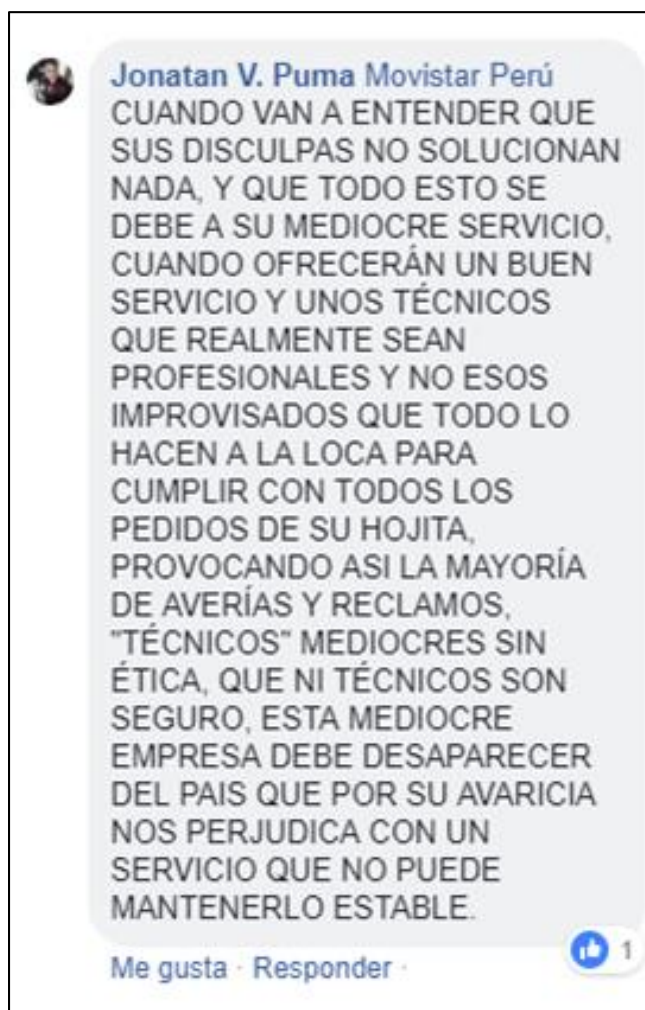 Jonatan V. Puma Movistar Perú
CUANDO VAN A ENTENDER QUE
SUS DISCULPAS NO SOLUCIONAN
NADA, Y QUE TODO ESTO SE
DEBE A SU MEDIOCRE SERVICIO,
CUANDO OFRECERÁN UN BUEN
SERVICIO Y UNOS TÉCNICOS
QUE REALMENTE SEAN
PROFESIONALES Y NO ESOS
IMPROVISADOS QUE TODO LO
HACEN A LA LOCA PARA
CUMPLIR CON TODOS LOS
PEDIDOS DE SU HOJITA,
PROVOCANDO ASI LA MAYORÍA
DE AVERÍAS Y RECLAMOS,
"TÉCNICOS" MEDIOCRES SIN
ÉTICA, QUE NI TÉCNICOS SON
SEGURO, ESTA MEDIOCRE
EMPRESA DEBE DESAPARECER
DEL PAIS QUE POR SU AVARICIA
NOS PERJUDICA CON UN
SERVICIO QUE NO PUEDE
MANTENERLO ESTABLE.
1
Me gusta · Responder ·